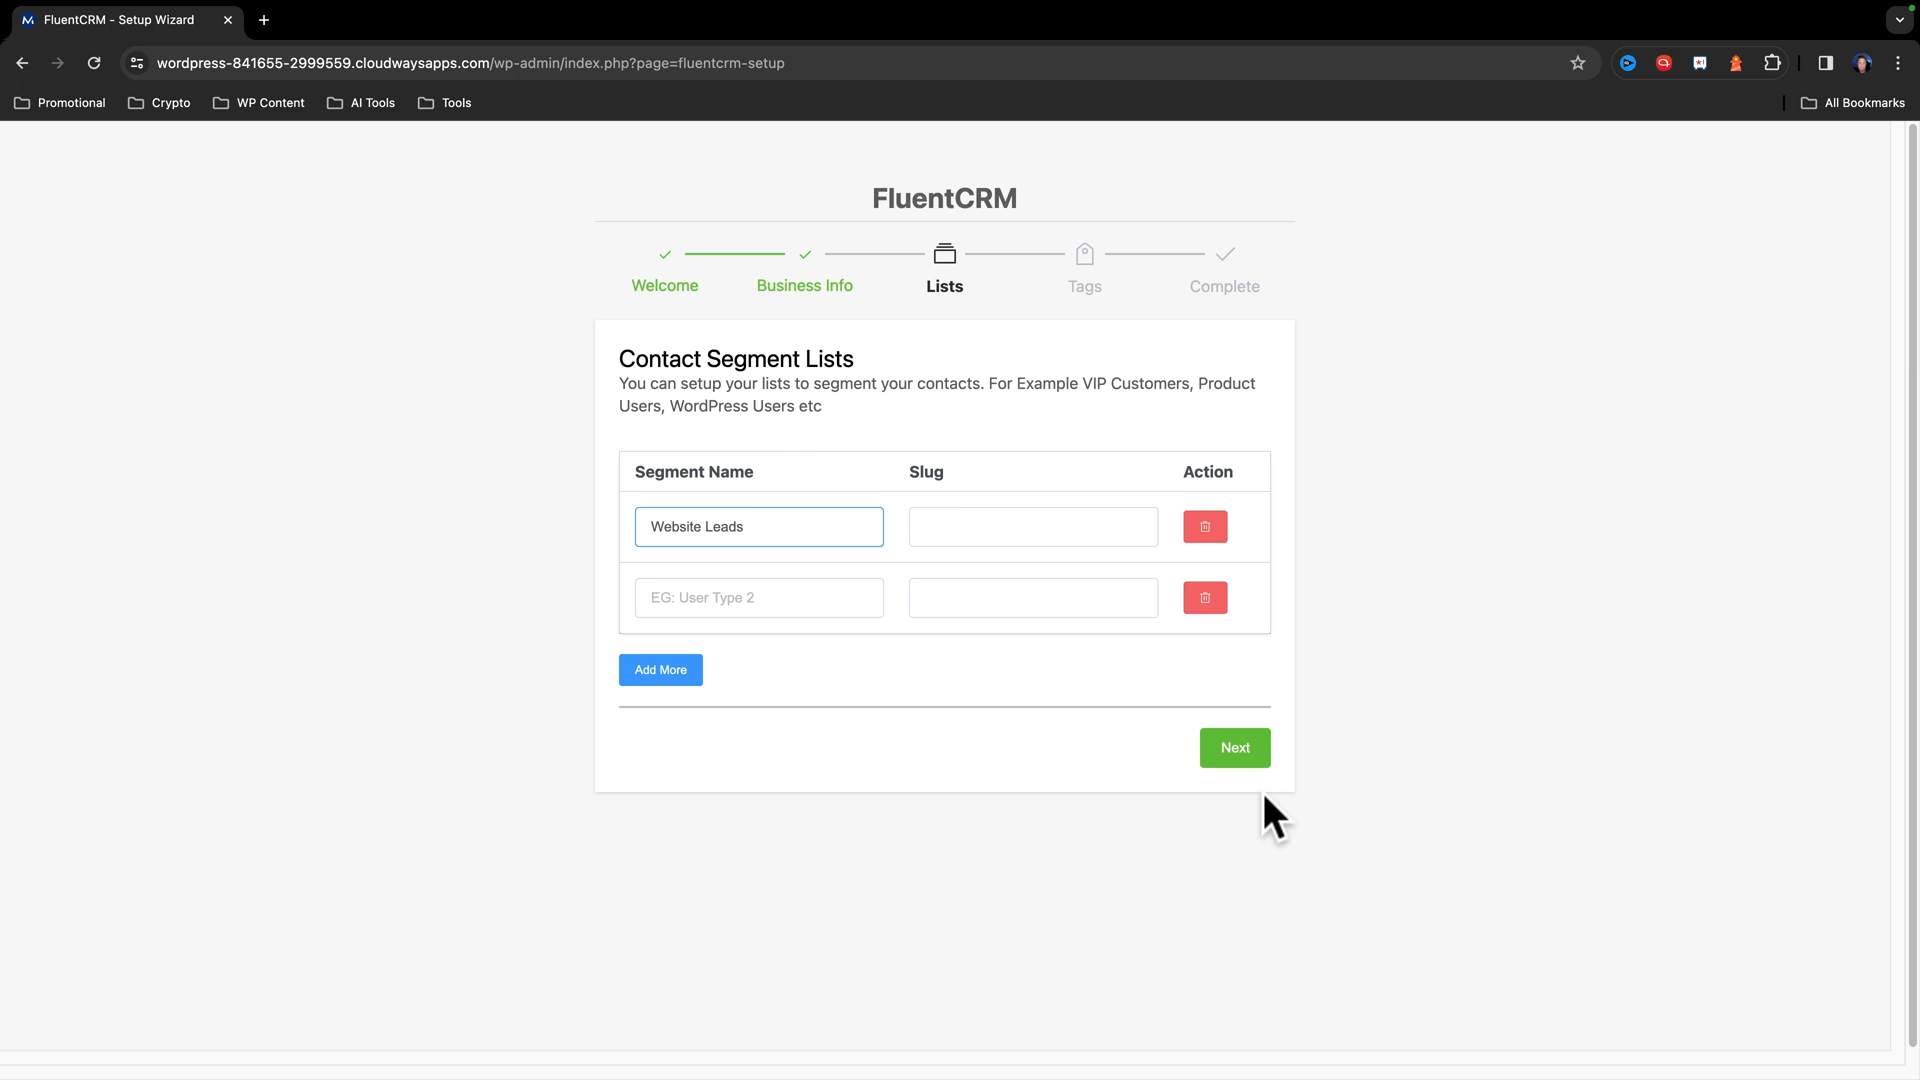 FluentCRM - Setup Wizard
wordpress-841655-2999559.cloudwaysapps.com/wp-admin/index.php?page=fluentcrm-setup
Promotional
Crypto
WP Content
AI Tools
Tools
All Bookmarks
FluentCRM
Welcome
Business Info
Lists
Tags
Complete
Contact Segment Lists
You can setup your lists to segment your contacts. For Example VIP Customers, Product
Users, WordPress Users etc
Segment Name
Slug
Action
Website Leads
EG: User Type 2
Add More
Next